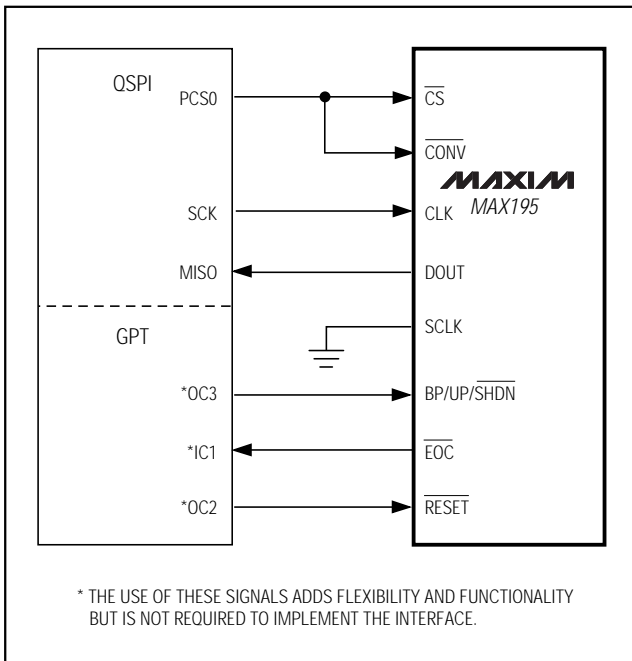 QSPI
PCS0
CS
CONV
MAXIM
MAX195
SCK
CLK
MISO
DOUT
GPT
SCLK
*OC3
BP/UP/SHDN
*IC1
EOC
*OC2
RESET
* THE USE OF THESE SIGNALS ADDS FLEXIBILITY AND FUNCTIONALITY
BUT IS NOT REQUIRED TO IMPLEMENT THE INTERFACE.